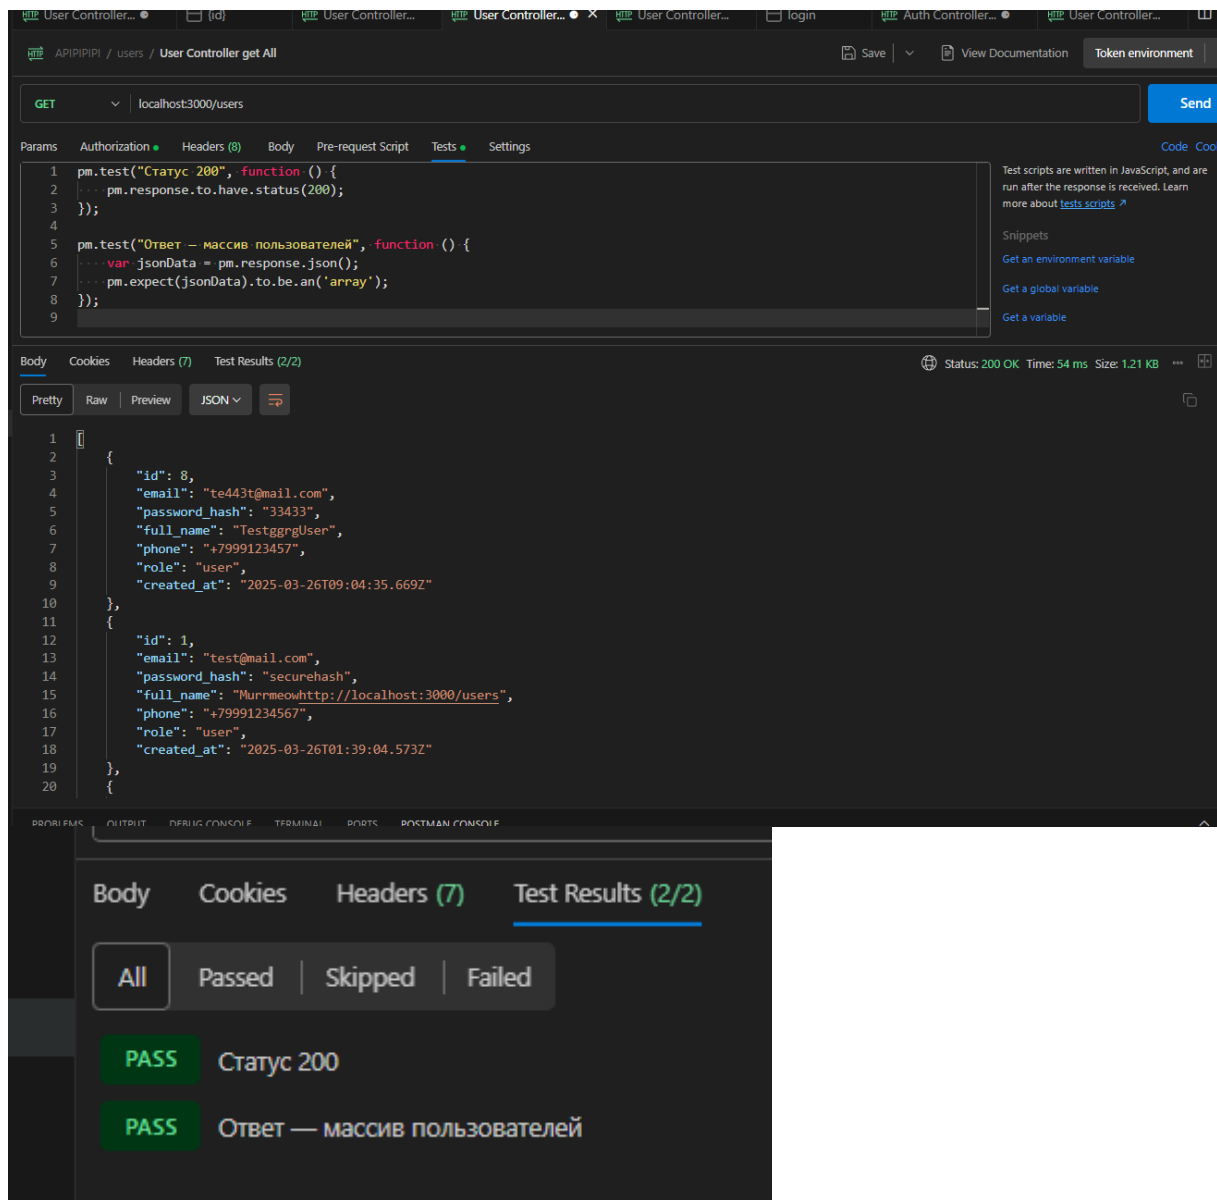 HTTP User Controller...
{id}
HTTP User Controller...
HTTP User Controller...
HTTP User Controller...
login
HTTP Auth Controller...
HTTP User Controller...
HTTP APIPIPIPI / users / User Controller get All
Save
View Documentation
Token environment
GET
localhost:3000/users
Send
Params Authorization Headers (8) Body Pre-request Script Tests Settings
Code Coo
1 pm.test("Статус 200", function () {
2 pm.response.to.have.status(200);
3 });
4
5 pm.test("Ответ — массив пользователей", function () {
6 var jsonData = pm.response.json();
7 pm.expect(jsonData).to.be.an('array');
8 });
9
Test scripts are written in JavaScript, and are
run after the response is received. Learn
more about tests scripts ↗
Snippets
Get an environment variable
Get a global variable
Get a variable
Body Cookies Headers (7) Test Results (2/2)
Status: 200 OK Time: 54 ms Size: 1.21 KB
Pretty Raw Preview JSON
1 [
2 {
3 "id": 8,
4 "email": "te443t@mail.com",
5 "password_hash": "33433",
6 "full_name": "TestggrgUser",
7 "phone": "+7999123457",
8 "role": "user",
9 "created_at": "2025-03-26T09:04:35.669Z"
10 },
11 {
12 "id": 1,
13 "email": "test@mail.com",
14 "password_hash": "securehash",
15 "full_name": "Murrmeowhttp://localhost:3000/users",
16 "phone": "+79991234567",
17 "role": "user",
18 "created_at": "2025-03-26T01:39:04.573Z"
19 },
20 {
PROBLEMS OUTPUT DEBUG CONSOLE TERMINAL PORTS POSTMAN CONSOLE
Body Cookies Headers (7) Test Results (2/2)
All Passed Skipped Failed
PASS Статус 200
PASS Ответ — массив пользователей